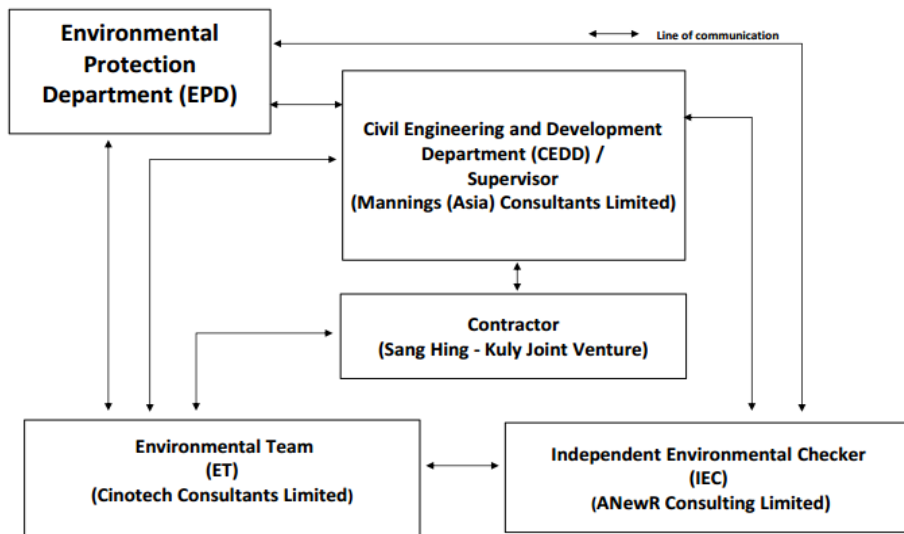 Environmental
Protection
Department (EPD)
Line of communication
Civil Engineering and Development
Department (CEDD) /
Supervisor
(Mannings (Asia) Consultants Limited)
Contractor
(Sang Hing - Kuly Joint Venture)
Environmental Team
(ET)
(Cinotech Consultants Limited)
Independent Environmental Checker
(IEC)
(ANewR Consulting Limited)